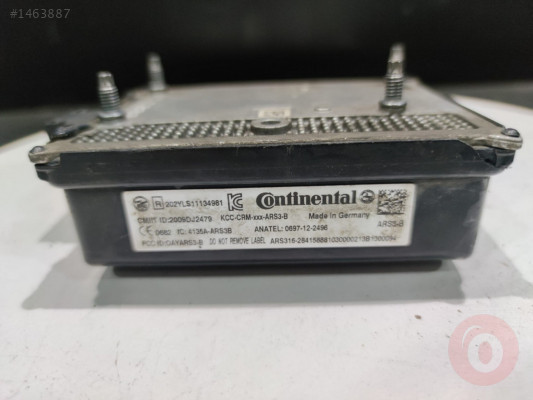 #1463887
R 202YLS11134981 Continental
CMIIT ID:2009DJ2479 KCC-CRM-xxx-ARS3-B Made in Germany
CE 0682 IC: 4135A-ARS3B ANATEL: 0697-12-2496 ARS3-B
FCC ID:OAYARS3-B DO NOT REMOVE LABEL